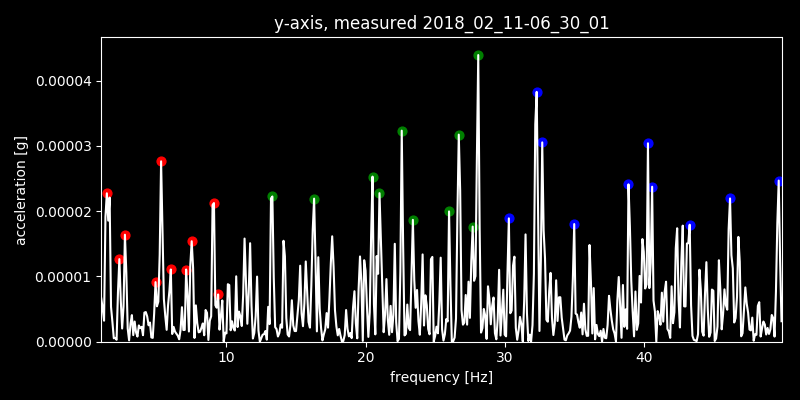 y-axis, measured 2018_02_11-06_30_01
0.00004
0.00003
0.00002
0.00001
0.00000
acceleration [g]
10 20 30 40
frequency [Hz]